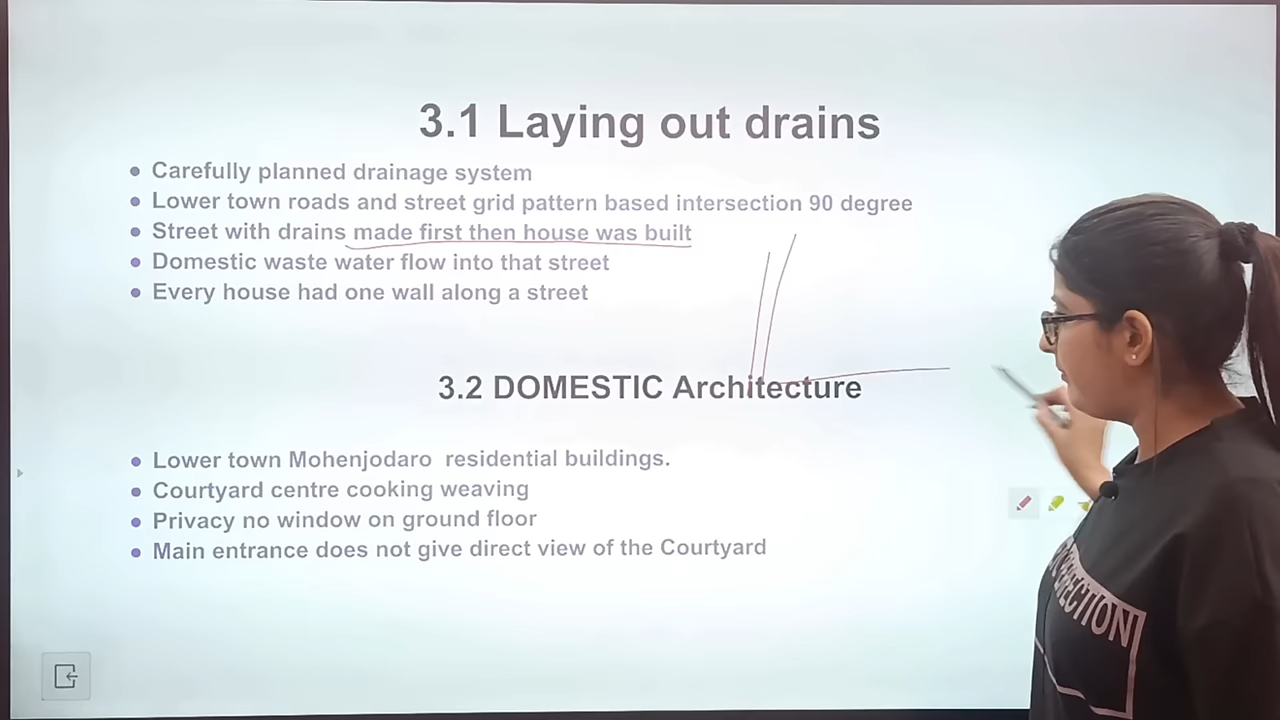 3.1 Laying out drains
• Carefully planned drainage system
• Lower town roads and street grid pattern based intersection 90 degree
• Street with drains made first then house was built
• Domestic waste water flow into that street
• Every house had one wall along a street
3.2 DOMESTIC Architecture
• Lower town Mohenjodaro residential buildings.
• Courtyard centre cooking weaving
• Privacy no window on ground floor
• Main entrance does not give direct view of the Courtyard